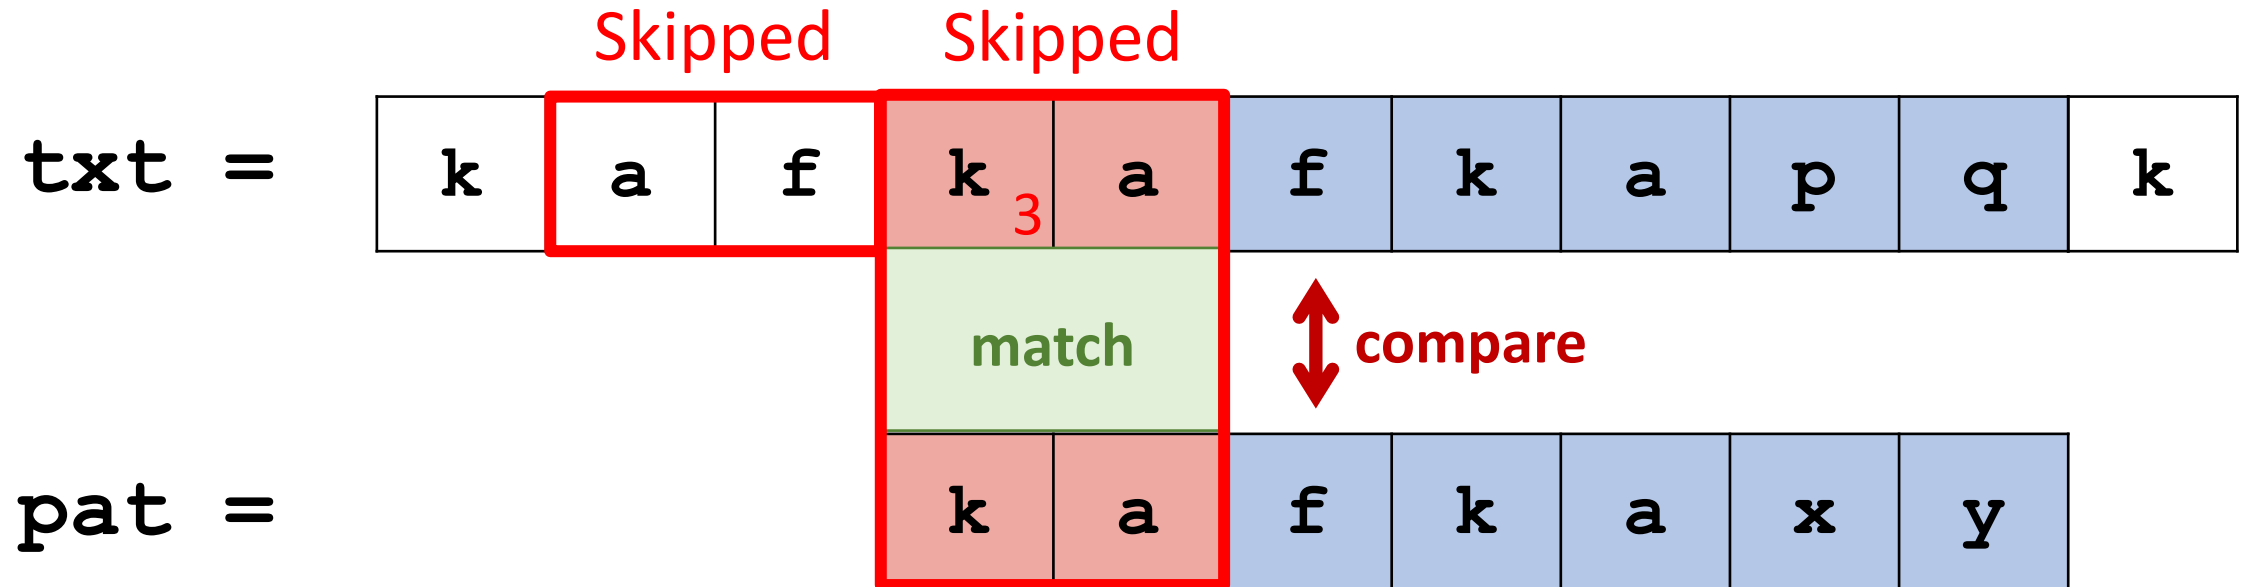 Skipped Skipped
txt = k a f k a f k a p q k
3
match compare
pat = k a f k a x y